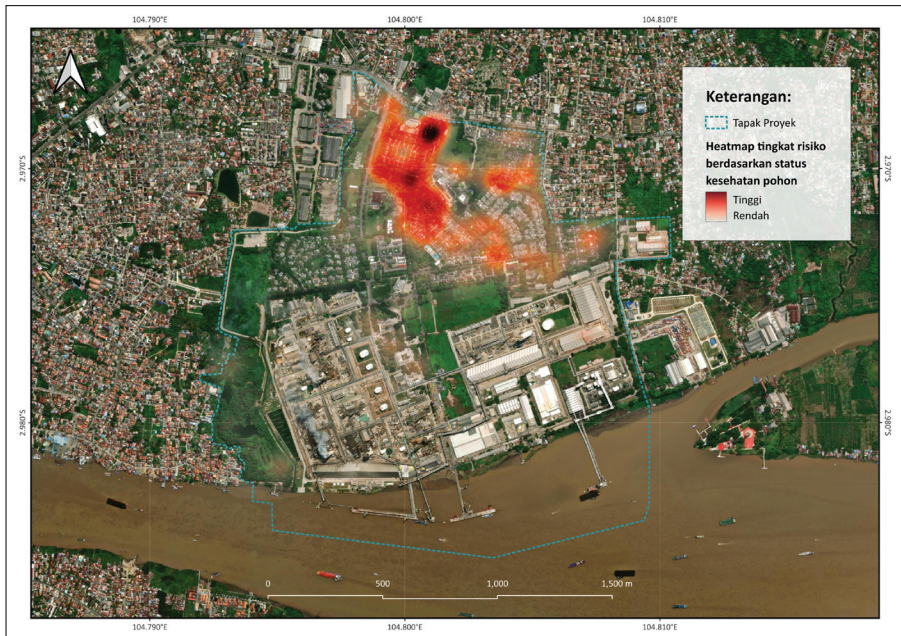 104.790°E
104.800°E
104.810°E
Keterangan:
Tapak Proyek
Heatmap tingkat risiko
berdasarkan status
kesehatan pohon
Tinggi
Rendah
2.970°S
2.970°S
2.980°S
2.980°S
0
500
1,000
1,500 m
104.790°E
104.800°E
104.810°E